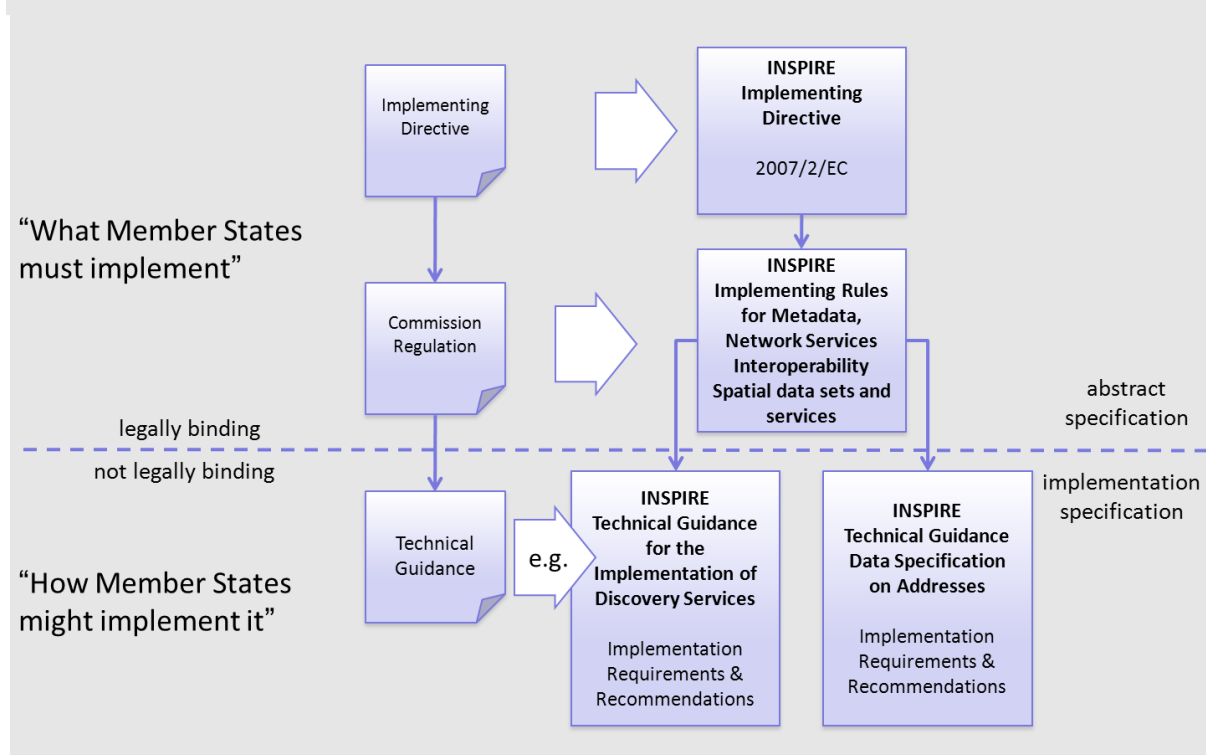 Implementing
Directive
INSPIRE
Implementing
Directive
2007/2/EC
“What Member States
must implement”
Commission
Regulation
INSPIRE
Implementing Rules
for Metadata,
Network Services
Interoperability
Spatial data sets and
services
abstract
specification
legally binding
not legally binding
implementation
specification
“How Member States
might implement it”
Technical
Guidance
e.g.
INSPIRE
Technical Guidance
for the
Implementation of
Discovery Services
Implementation
Requirements &
Recommendations
INSPIRE
Technical Guidance
Data Specification
on Addresses
Implementation
Requirements &
Recommendations